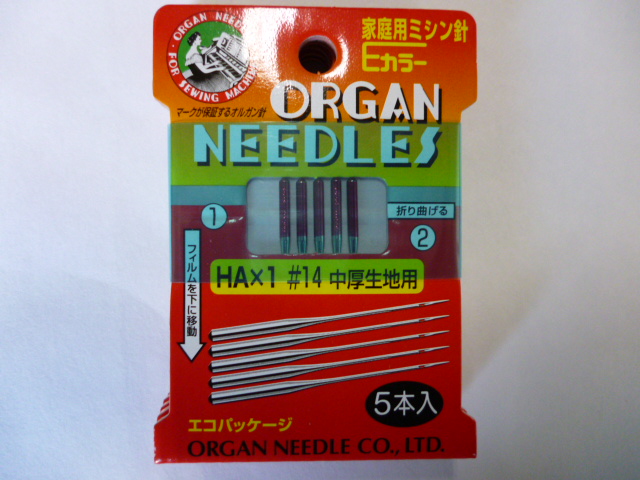 ORGAN NEEDLES
FOR SEWING MACHINE
家庭用ミシン針
Eカラー
マークが保証するオルガン針
ORGAN
NEEDLES
1
折り曲げる
2
フィルムを下に移動
HA×1 #14 中厚生地用
5本入
エコパッケージ
ORGAN NEEDLE CO., LTD.